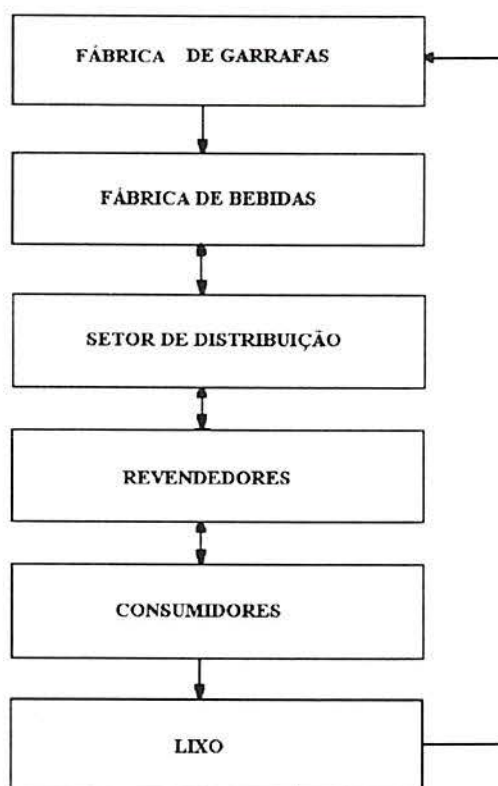 FÁBRICA DE GARRAFAS
FÁBRICA DE BEBIDAS
SETOR DE DISTRIBUIÇÃO
REVENDEDORES
CONSUMIDORES
LIXO